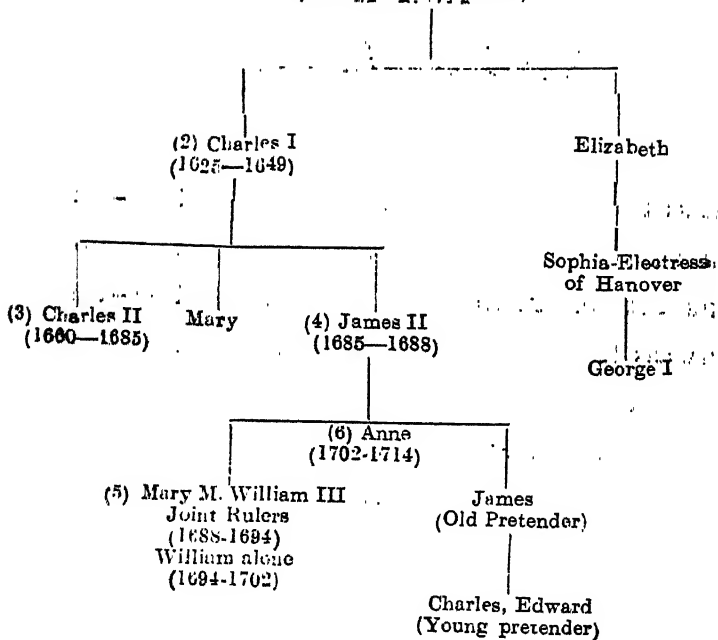 (2) Charles I
(1625—1649)
Elizabeth
Sophia-Electress
of Hanover
(3) Charles II
(1660—1685)
Mary
(4) James II
(1685—1688)
George I
(6) Anne
(1702-1714)
(5) Mary M. William III
Joint Rulers
(1688-1694)
William alone
(1694-1702)
James
(Old Pretender)
Charles, Edward
(Young pretender)